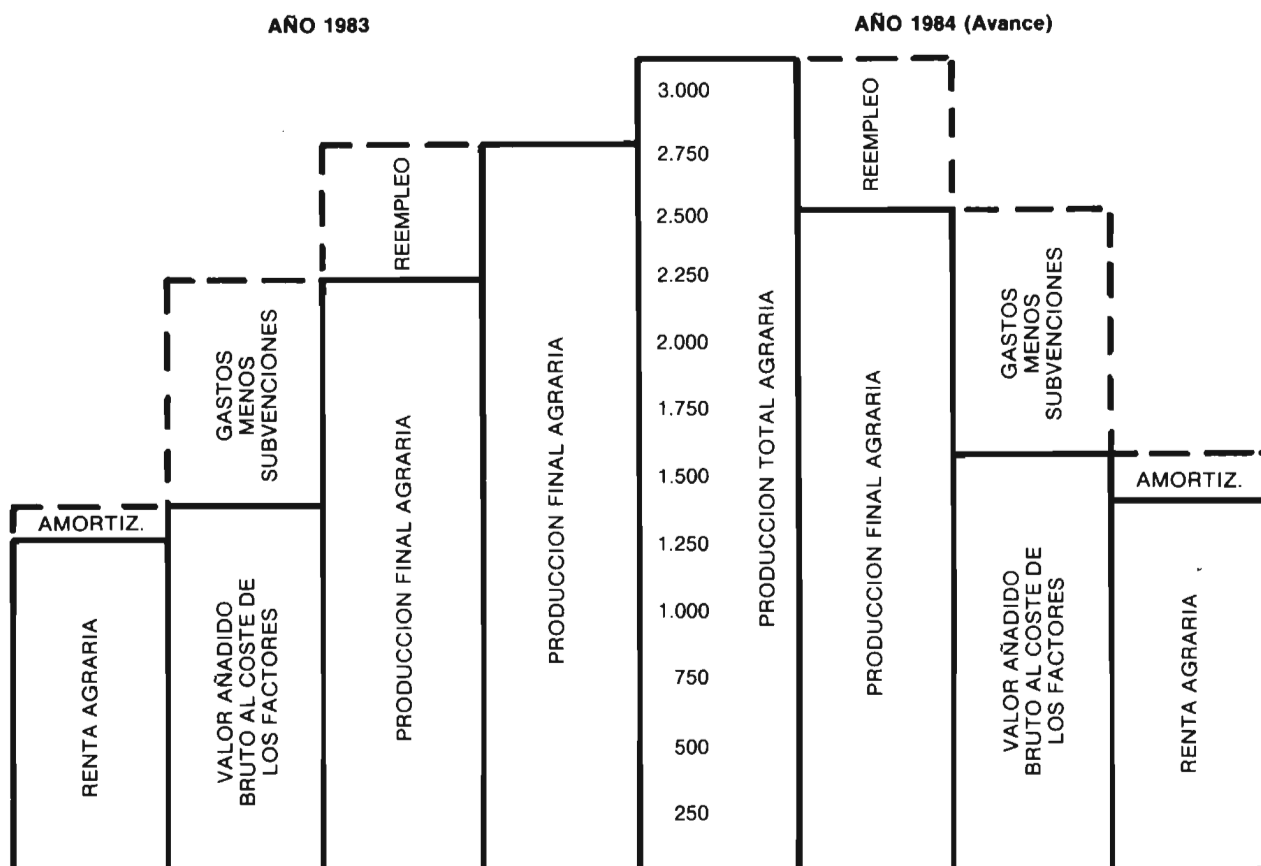 AÑO 1983
AÑO 1984 (Avance)
RENTA AGRARIA
AMORTIZ.
VALOR AÑADIDO
BRUTO AL COSTE DE
LOS FACTORES
GASTOS
MENOS
SUBVENCIONES
PRODUCCION FINAL AGRARIA
REEMPLEO
PRODUCCION FINAL AGRARIA
3.000
2.750
2.500
2.250
2.000
1.750
1.500
1.250
1.000
750
500
250
PRODUCCION TOTAL AGRARIA
REEMPLEO
PRODUCCION FINAL AGRARIA
GASTOS
MENOS
SUBVENCIONES
VALOR AÑADIDO
BRUTO AL COSTE DE
LOS FACTORES
AMORTIZ.
RENTA AGRARIA